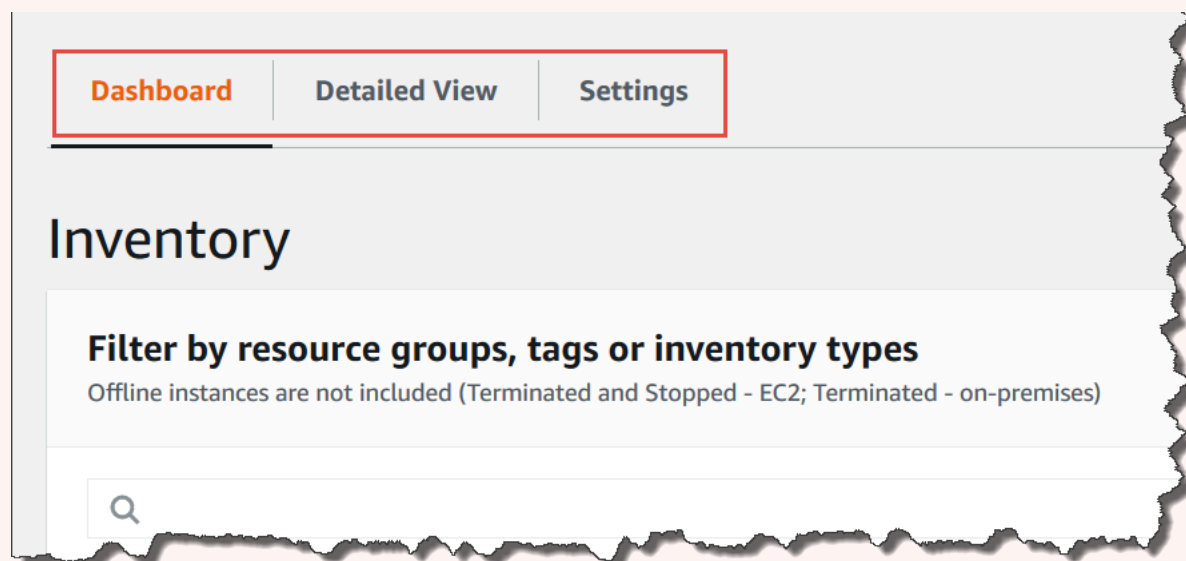 Dashboard Detailed View Settings
Inventory
Filter by resource groups, tags or inventory types
Offline instances are not included (Terminated and Stopped - EC2; Terminated - on-premises)